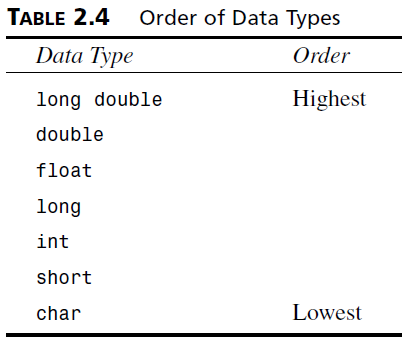 TABLE 2.4 Order of Data Types
Data Type Order
long double Highest
double
float
long
int
short
char Lowest